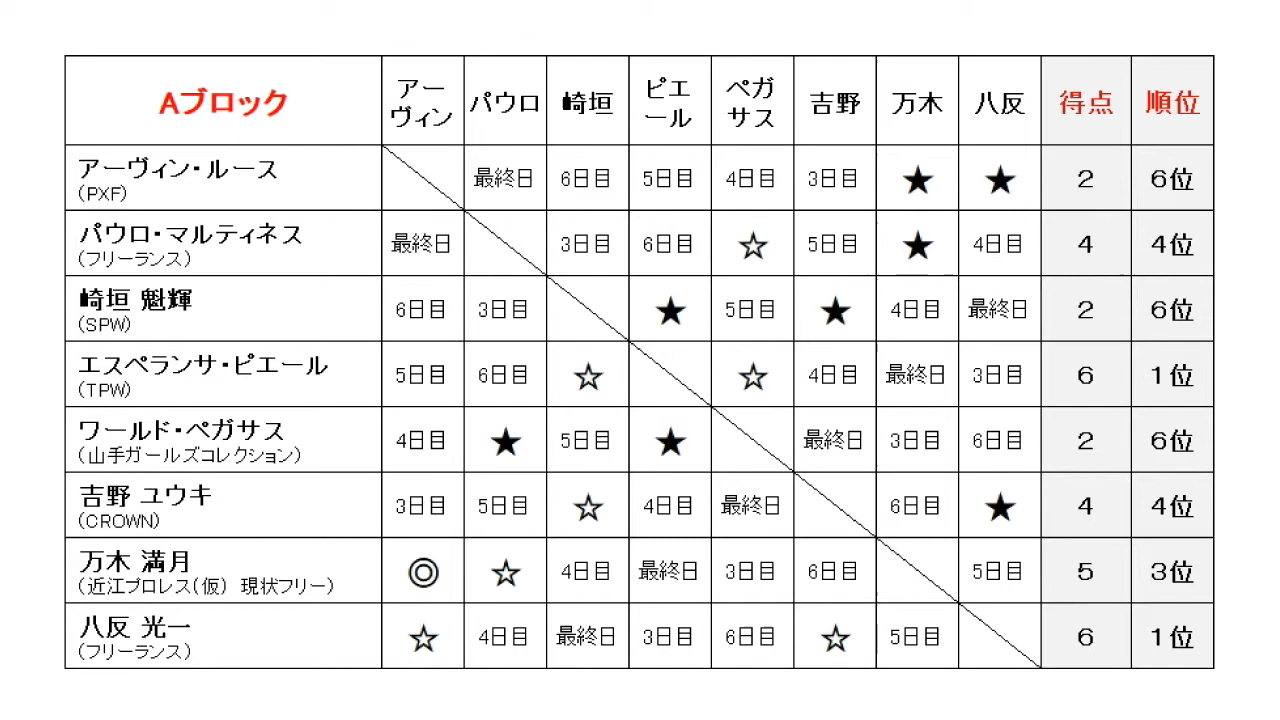 Aブロック アーヴィン パウロ 崎垣 ピエール ペガサス 吉野 万木 八反 得点 順位
アーヴィン・ルース 最終日 6日目 5日目 4日目 3日目 ★ ★ 2 6位
(PXF)
パウロ・マルティネス 最終日 3日目 6日目 ☆ 5日目 ★ 4日目 4 4位
(フリーランス)
崎垣 魁輝 6日目 3日目 ★ 5日目 ★ 4日目 最終日 2 6位
(SPW)
エスペランサ・ピエール 5日目 6日目 ☆ ☆ 4日目 最終日 3日目 6 1位
(TPW)
ワールド・ペガサス 4日目 ★ 5日目 ★ 最終日 3日目 6日目 2 6位
(山手ガールズコレクション)
吉野 ユウキ 3日目 5日目 ☆ 4日目 最終日 6日目 ★ 4 4位
(CROWN)
万木 満月 ◎ ☆ 4日目 最終日 3日目 6日目 5日目 5 3位
(近江プロレス(仮) 現状フリー)
八反 光一 ☆ 4日目 最終日 3日目 6日目 ☆ 5日目 6 1位
(フリーランス)